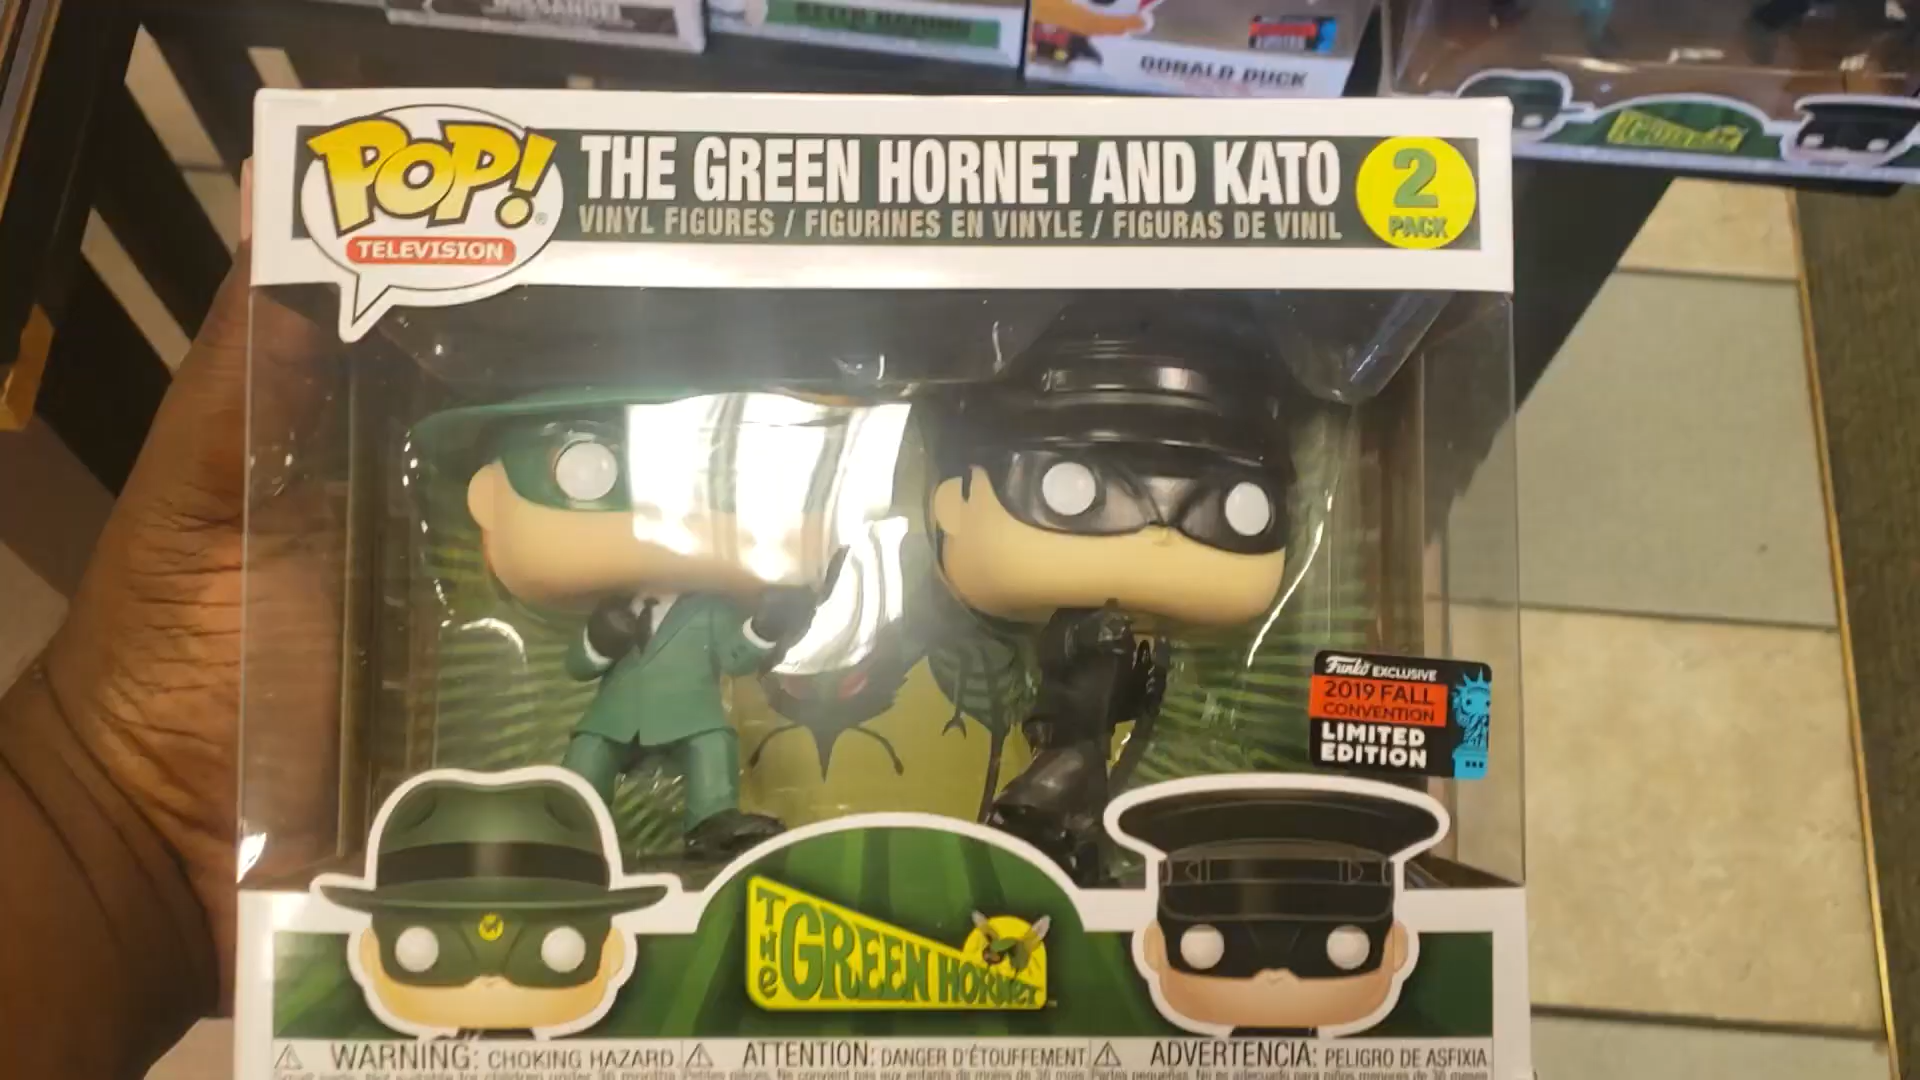 DONALD DUCK
POP!
TELEVISION
THE GREEN HORNET AND KATO
VINYL FIGURES / FIGURINES EN VINYLE / FIGURAS DE VINIL
2
PACK
Funko EXCLUSIVE
2019 FALL
CONVENTION
LIMITED
EDITION
THE GREEN HORNET
⚠ WARNING: CHOKING HAZARD. ⚠ ATTENTION: DANGER D'ÉTOUFFEMENT ⚠ ADVERTENCIA: PELIGRO DE ASFIXIA